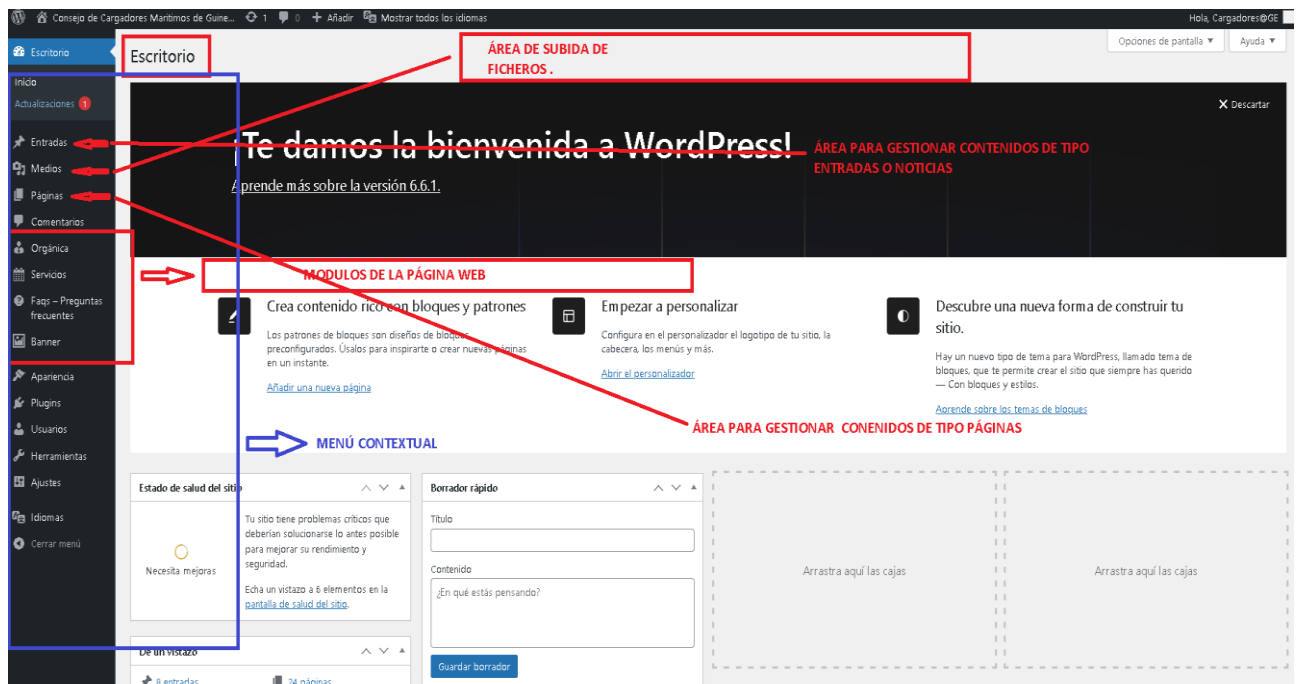 Consejo de Cargadores Marítimos de Guine... 1 0 + Añadir Mostrar todos los idiomas
Hola, Cargadores@GE
Escritorio
Inicio
Actualizaciones 1
Entradas
Medios
Páginas
Comentarios
Orgánica
Servicios
Faqs – Preguntas
frecuentes
Banner
Apariencia
Plugins
Usuarios
Herramientas
Ajustes
Idiomas
Cerrar menú
Escritorio
ÁREA DE SUBIDA DE
FICHEROS .
Opciones de pantalla ▼ Ayuda ▼
X Descartar
¡Te damos la bienvenida a WordPress!
Aprende más sobre la versión 6.6.1.
ÁREA PARA GESTIONAR CONTENIDOS DE TIPO
ENTRADAS O NOTICIAS
MODULOS DE LA PÁGINA WEB
Crea contenido rico con bloques y patrones
Los patrones de bloques son diseños de bloques
preconfigurados. Úsalos para inspirarte o crear nuevas páginas
en un instante.
Añadir una nueva página
Empezar a personalizar
Configura en el personalizador el logotipo de tu sitio, la
cabecera, los menús y más.
Abrir el personalizador
Descubre una nueva forma de construir tu
sitio.
Hay un nuevo tipo de tema para WordPress, llamado tema de
bloques, que te permite crear el sitio que siempre has querido
— Con bloques y estilos.
Aprende sobre los temas de bloques
ÁREA PARA GESTIONAR CONENIDOS DE TIPO PÁGINAS
MENÚ CONTEXTUAL
Estado de salud del sitio
Necesita mejoras
Tu sitio tiene problemas críticos que
deberían solucionarse lo antes posible
para mejorar su rendimiento y
seguridad.
Echa un vistazo a 6 elementos en la
pantalla de salud del sitio.
De un vistazo
8 entradas 24 páginas
Borrador rápido
Título
Contenido
¿En qué estás pensando?
Guardar borrador
Arrastra aquí las cajas
Arrastra aquí las cajas